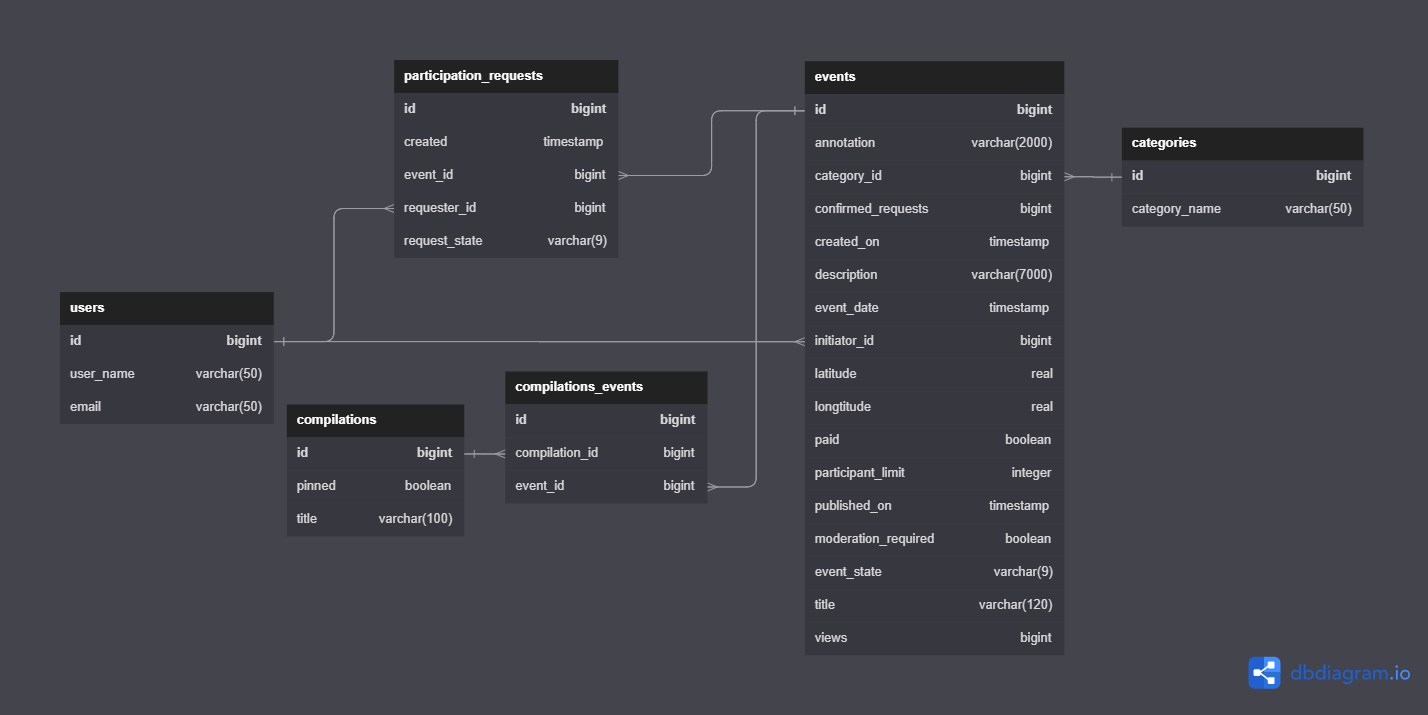 participation_requests
id bigint
created timestamp
event_id bigint
requester_id bigint
request_state varchar(9)
events
id bigint
annotation varchar(2000)
category_id bigint
confirmed_requests bigint
created_on timestamp
description varchar(7000)
event_date timestamp
initiator_id bigint
latitude real
longtitude real
paid boolean
participant_limit integer
published_on timestamp
moderation_required boolean
event_state varchar(9)
title varchar(120)
views bigint
categories
id bigint
category_name varchar(50)
users
id bigint
user_name varchar(50)
email varchar(50)
compilations
id bigint
pinned boolean
title varchar(100)
compilations_events
id bigint
compilation_id bigint
event_id bigint
dbdiagram.io